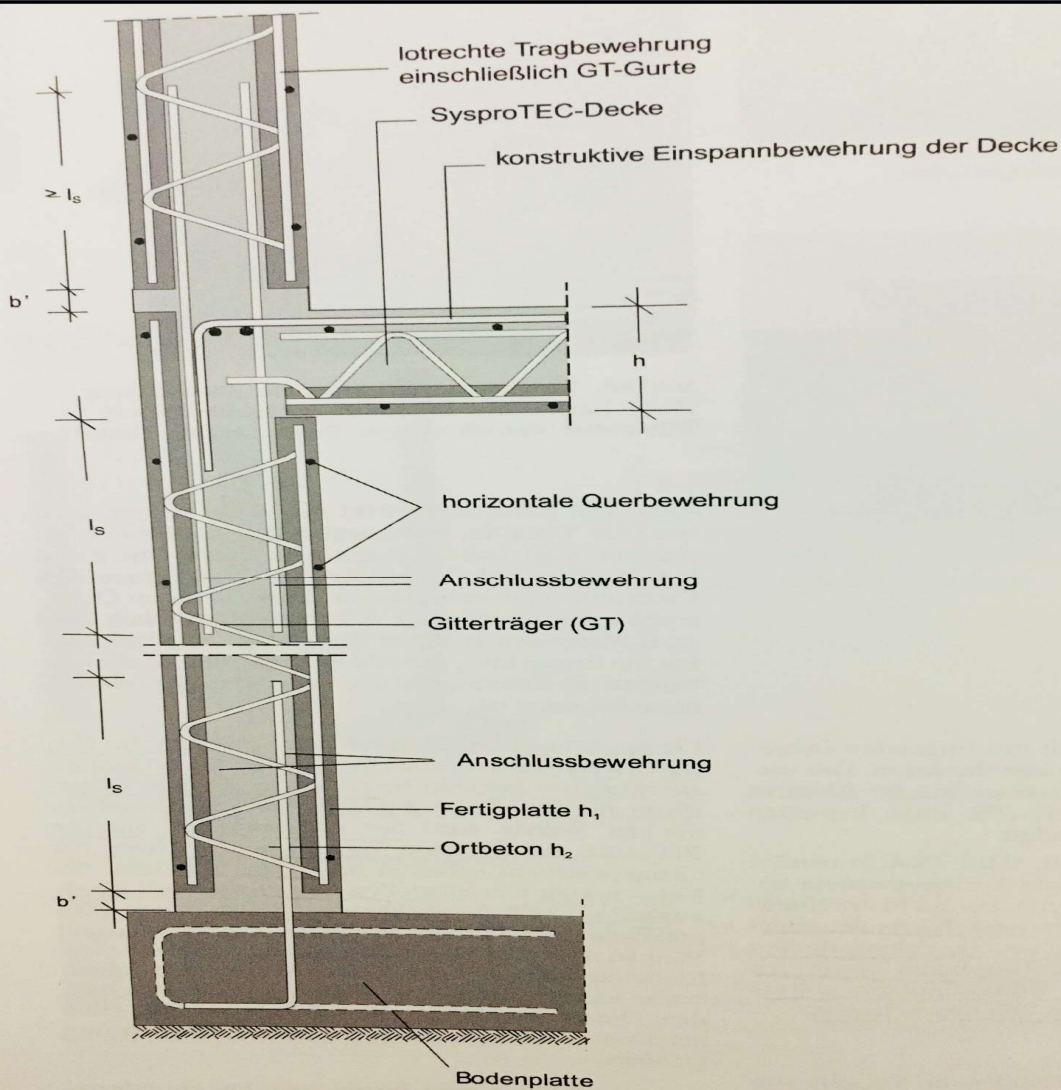 lotrechte Tragbewehrung
einschließlich GT-Gurte
SysproTEC-Decke
konstruktive Einspannbewehrung der Decke
≥ lₛ
b'
h
lₛ
horizontale Querbewehrung
Anschlussbewehrung
Gitterträger (GT)
lₛ
Anschlussbewehrung
Fertigplatte h₁
Ortbeton h₂
b'
Bodenplatte